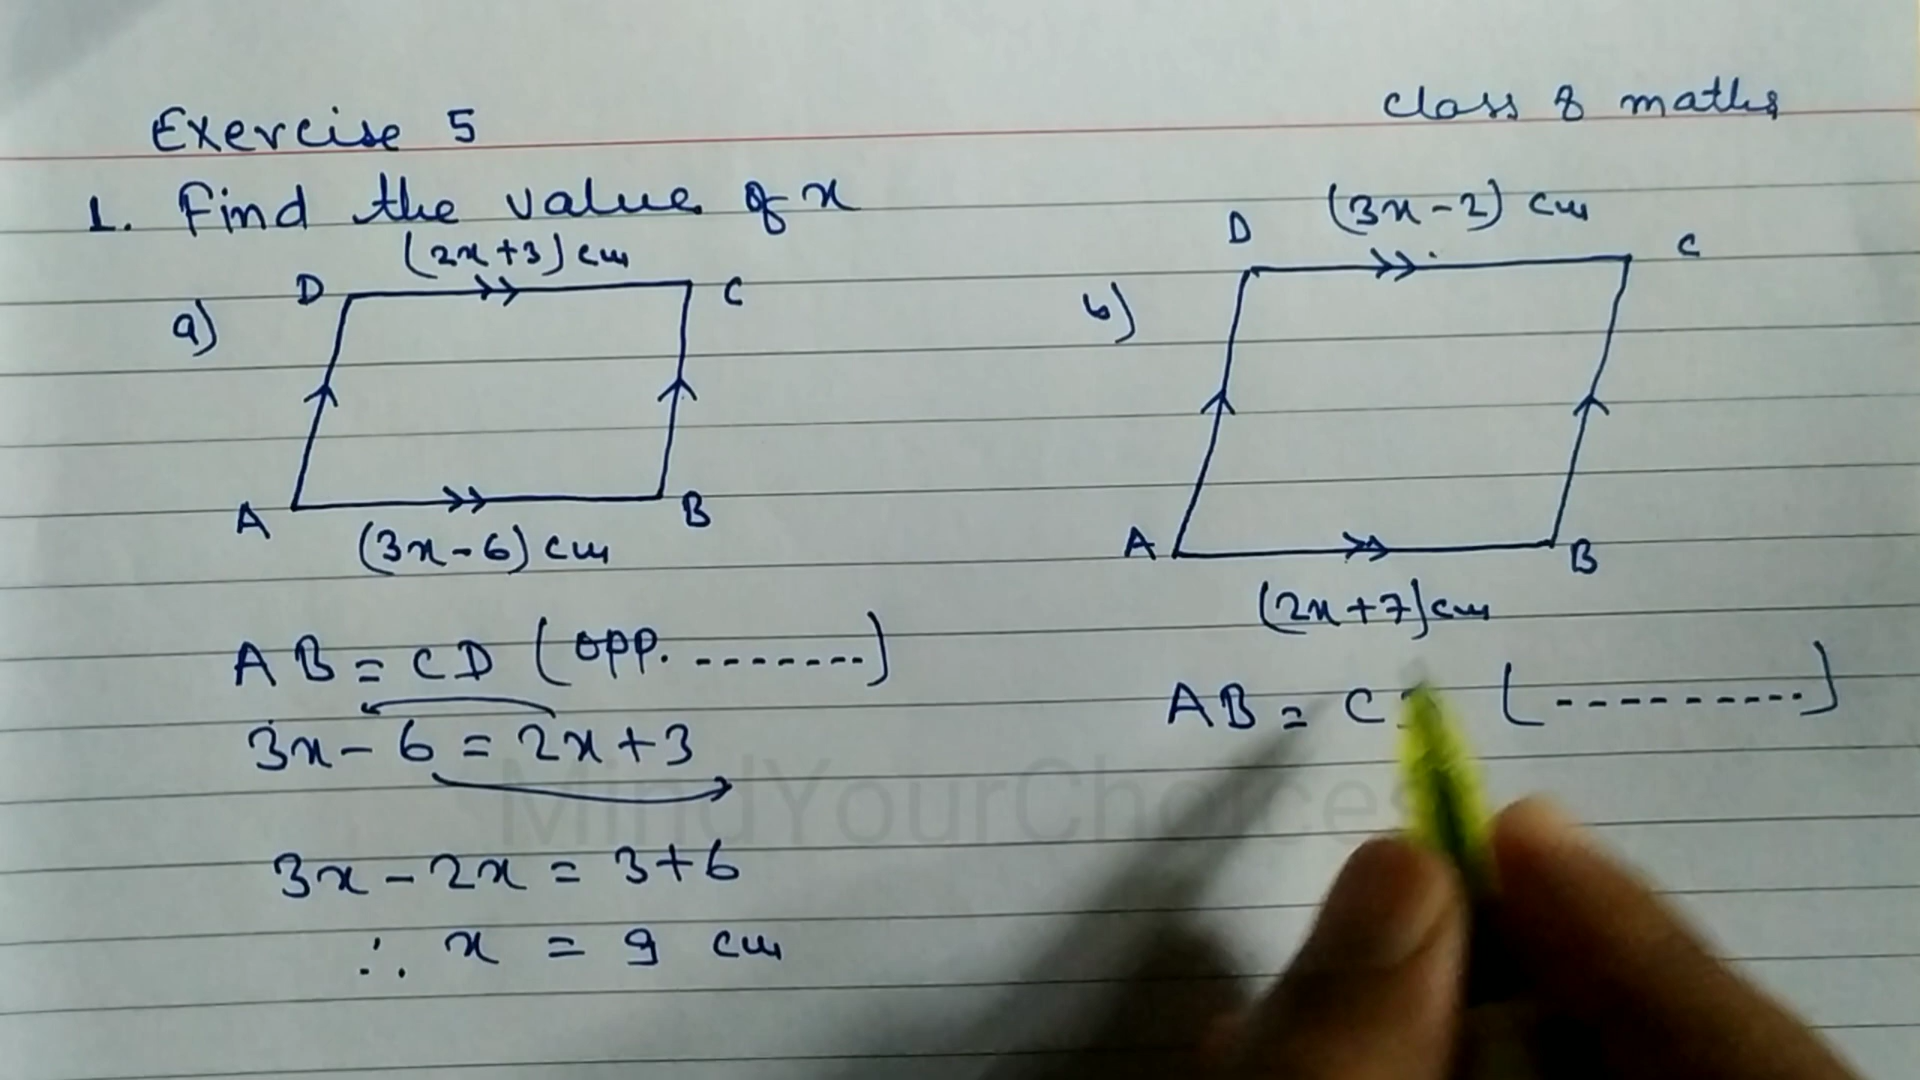 Exercise 5
class 8 maths
1. Find the value of x
a)
(2x+3) cm
D
C
A
B
(3x-6) cm
AB = CD (opp. -------)
3x - 6 = 2x + 3
3x - 2x = 3+6
∴ x = 9 cm
b)
(3x-2) cm
D
C
A
B
(2x+7) cm
AB = CD (----------)
MindYourChoices